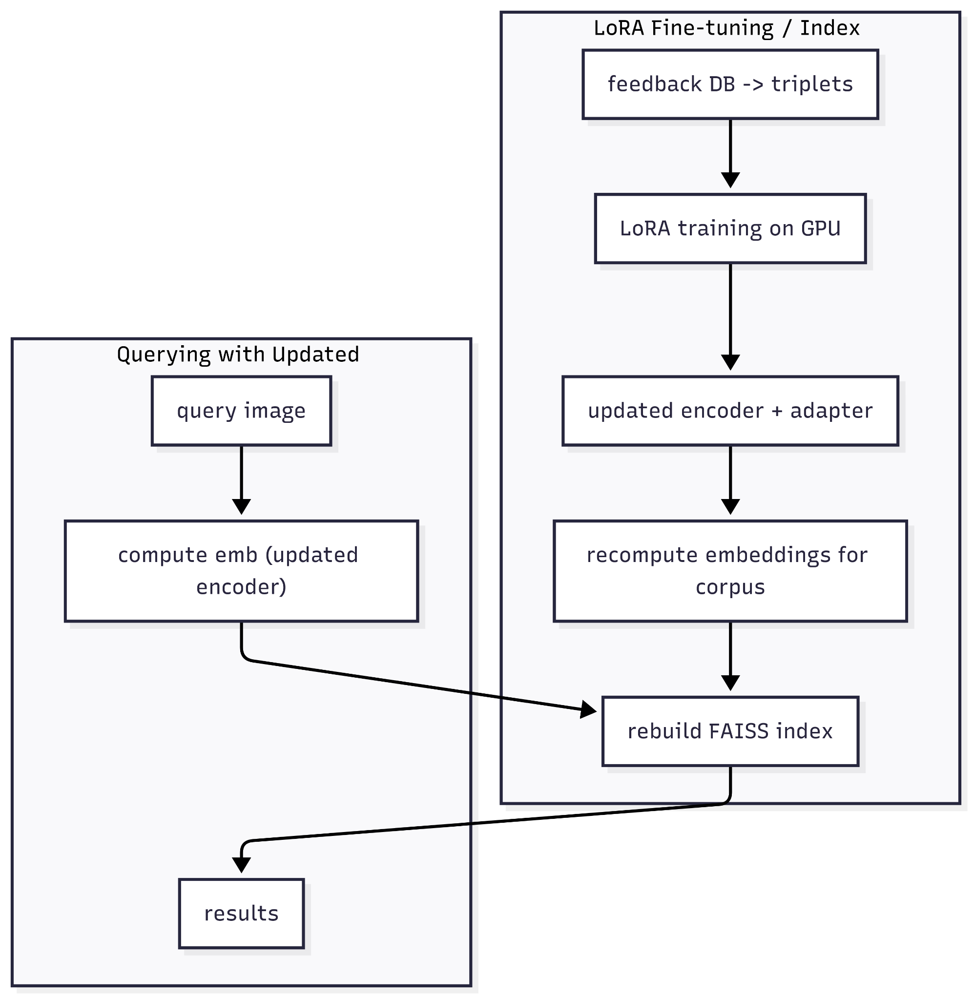 LoRA Fine-tuning / Index
feedback DB -> triplets
LoRA training on GPU
updated encoder + adapter
recompute embeddings for
corpus
rebuild FAISS index
Querying with Updated
query image
compute emb (updated
encoder)
results